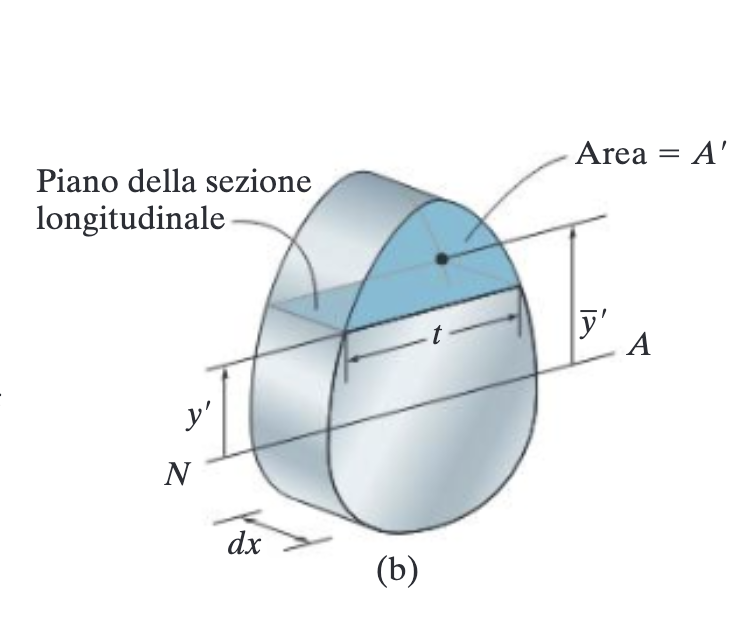 Area = A′
Piano della sezione
longitudinale
t
y̅′
A
y′
N
dx
(b)